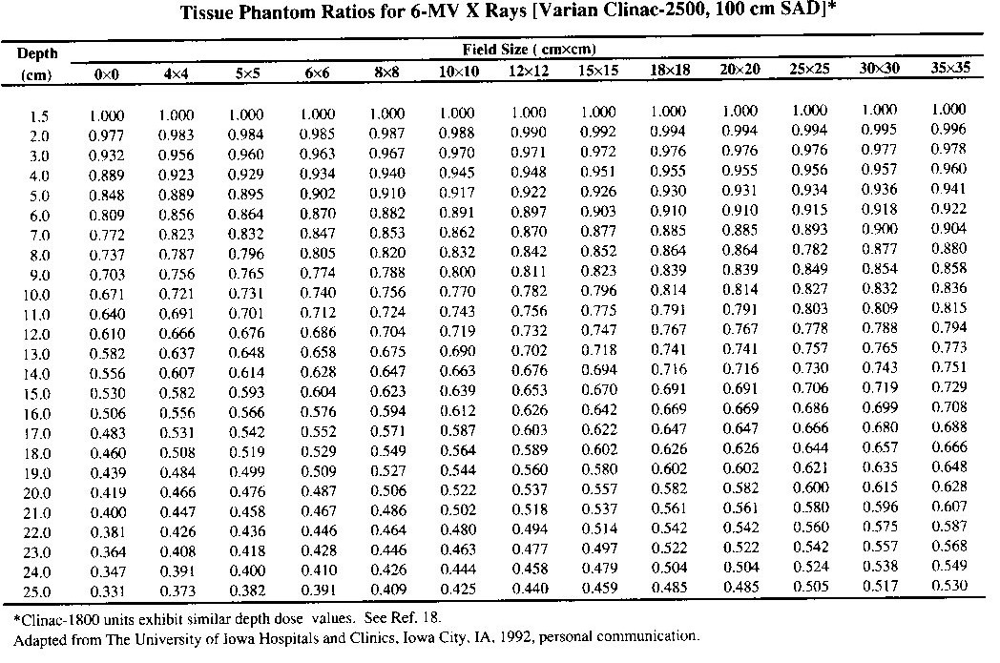 Tissue Phantom Ratios for 6-MV X Rays [Varian Clinac-2500, 100 cm SAD]*
Depth Field Size ( cm×cm)
(cm) 0×0 4×4 5×5 6×6 8×8 10×10 12×12 15×15 18×18 20×20 25×25 30×30 35×35
1.5 1.000 1.000 1.000 1.000 1.000 1.000 1.000 1.000 1.000 1.000 1.000 1.000 1.000
2.0 0.977 0.983 0.984 0.985 0.987 0.988 0.990 0.992 0.994 0.994 0.994 0.995 0.996
3.0 0.932 0.956 0.960 0.963 0.967 0.970 0.971 0.972 0.976 0.976 0.976 0.977 0.978
4.0 0.889 0.923 0.929 0.934 0.940 0.945 0.948 0.951 0.955 0.955 0.956 0.957 0.960
5.0 0.848 0.889 0.895 0.902 0.910 0.917 0.922 0.926 0.930 0.931 0.934 0.936 0.941
6.0 0.809 0.856 0.864 0.870 0.882 0.891 0.897 0.903 0.910 0.910 0.915 0.918 0.922
7.0 0.772 0.823 0.832 0.847 0.853 0.862 0.870 0.877 0.885 0.885 0.893 0.900 0.904
8.0 0.737 0.787 0.796 0.805 0.820 0.832 0.842 0.852 0.864 0.864 0.782 0.877 0.880
9.0 0.703 0.756 0.765 0.774 0.788 0.800 0.811 0.823 0.839 0.839 0.849 0.854 0.858
10.0 0.671 0.721 0.731 0.740 0.756 0.770 0.782 0.796 0.814 0.814 0.827 0.832 0.836
11.0 0.640 0.691 0.701 0.712 0.724 0.743 0.756 0.775 0.791 0.791 0.803 0.809 0.815
12.0 0.610 0.666 0.676 0.686 0.704 0.719 0.732 0.747 0.767 0.767 0.778 0.788 0.794
13.0 0.582 0.637 0.648 0.658 0.675 0.690 0.702 0.718 0.741 0.741 0.757 0.765 0.773
14.0 0.556 0.607 0.614 0.628 0.647 0.663 0.676 0.694 0.716 0.716 0.730 0.743 0.751
15.0 0.530 0.582 0.593 0.604 0.623 0.639 0.653 0.670 0.691 0.691 0.706 0.719 0.729
16.0 0.506 0.556 0.566 0.576 0.594 0.612 0.626 0.642 0.669 0.669 0.686 0.699 0.708
17.0 0.483 0.531 0.542 0.552 0.571 0.587 0.603 0.622 0.647 0.647 0.666 0.680 0.688
18.0 0.460 0.508 0.519 0.529 0.549 0.564 0.589 0.602 0.626 0.626 0.644 0.657 0.666
19.0 0.439 0.484 0.499 0.509 0.527 0.544 0.560 0.580 0.602 0.602 0.621 0.635 0.648
20.0 0.419 0.466 0.476 0.487 0.506 0.522 0.537 0.557 0.582 0.582 0.600 0.615 0.628
21.0 0.400 0.447 0.458 0.467 0.486 0.502 0.518 0.537 0.561 0.561 0.580 0.596 0.607
22.0 0.381 0.426 0.436 0.446 0.464 0.480 0.494 0.514 0.542 0.542 0.560 0.575 0.587
23.0 0.364 0.408 0.418 0.428 0.446 0.463 0.477 0.497 0.522 0.522 0.542 0.557 0.568
24.0 0.347 0.391 0.400 0.410 0.426 0.444 0.458 0.479 0.504 0.504 0.524 0.538 0.549
25.0 0.331 0.373 0.382 0.391 0.409 0.425 0.440 0.459 0.485 0.485 0.505 0.517 0.530
*Clinac-1800 units exhibit similar depth dose values. See Ref. 18.
Adapted from The University of Iowa Hospitals and Clinics, Iowa City, IA, 1992, personal communication.